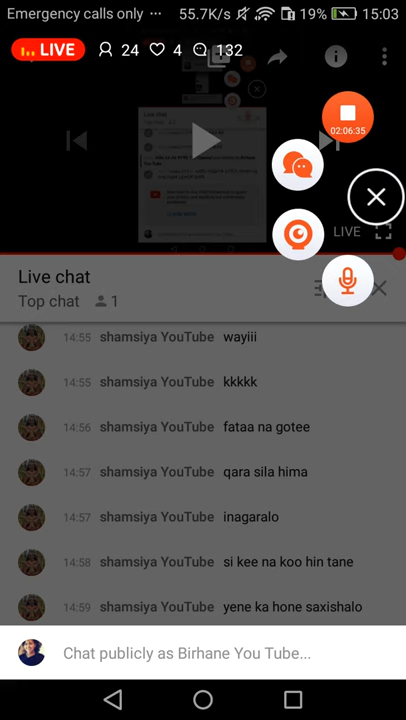 Emergency calls only ··· 55.7K/s 19% 15:03
LIVE 24 4 132
02:06:35
LIVE
Live chat
Top chat 1
14:55 shamsiya YouTube wayiii
14:55 shamsiya YouTube kkkkk
14:56 shamsiya YouTube fataa na gotee
14:57 shamsiya YouTube qara sila hima
14:57 shamsiya YouTube inagaralo
14:58 shamsiya YouTube si kee na koo hin tane
14:59 shamsiya YouTube yene ka hone saxishalo
Chat publicly as Birhane You Tube...